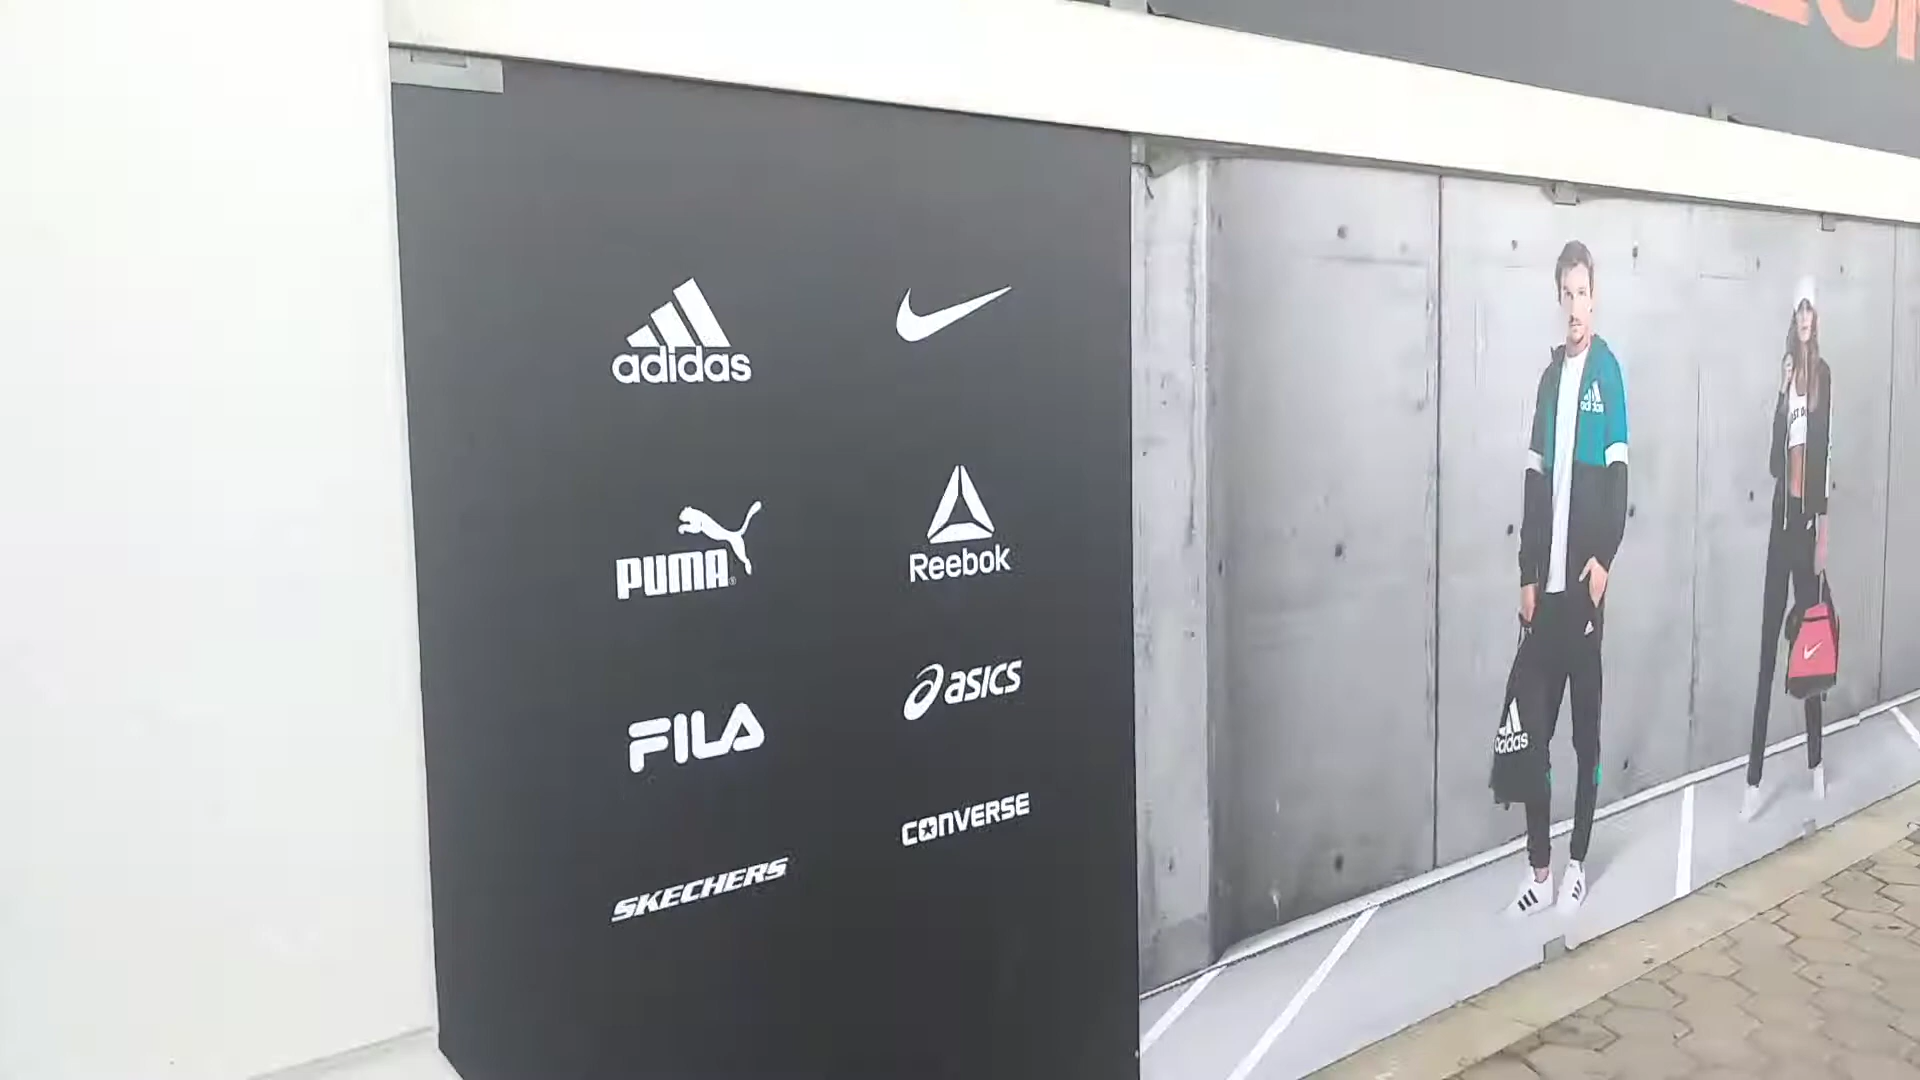 adidas
PUMA
Reebok
FILA
asics
SKECHERS
CONVERSE
adidas
adidas